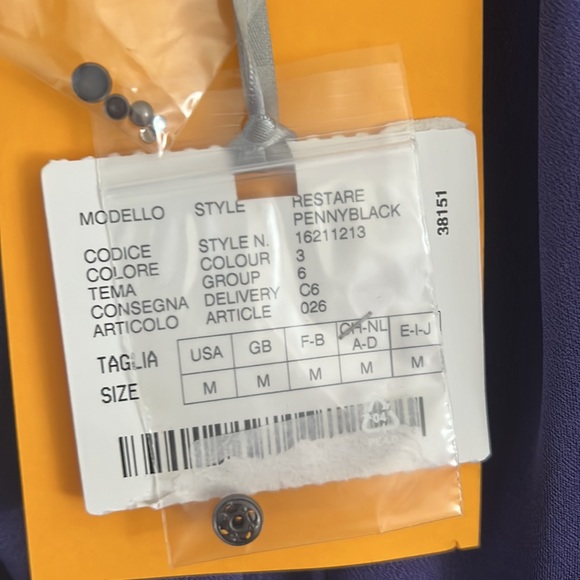 MODELLO STYLE RESTARE
PENNYBLACK
CODICE STYLE N. 16211213
COLORE COLOUR 3
TEMA GROUP 6
CONSEGNA DELIVERY C6
ARTICOLO ARTICLE 026
TAGLIA USA GB F-B CH-NL A-D E-I-J
SIZE M M M M M
38151
04